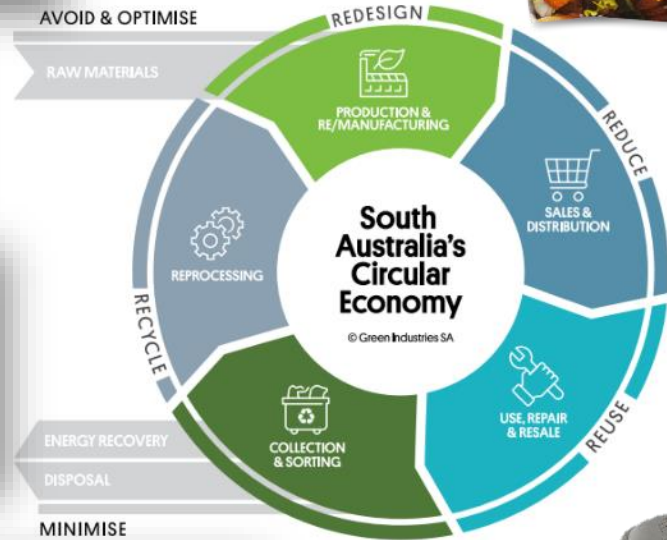 AVOID & OPTIMISE
RAW MATERIALS
REDESIGN
PRODUCTION &
RE/MANUFACTURING
REDUCE
SALES &
DISTRIBUTION
South
Australia's
Circular
Economy
© Green Industries SA
REPROCESSING
RECYCLE
USE, REPAIR
& RESALE
REUSE
COLLECTION
& SORTING
ENERGY RECOVERY
DISPOSAL
MINIMISE